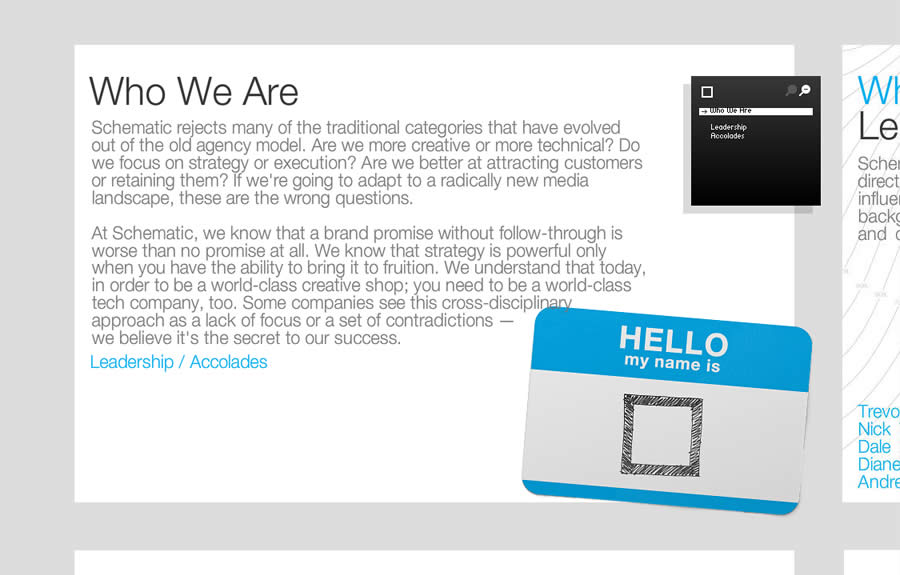 Who We Are
Schematic rejects many of the traditional categories that have evolved
out of the old agency model. Are we more creative or more technical? Do
we focus on strategy or execution? Are we better at attracting customers
or retaining them? If we're going to adapt to a radically new media
landscape, these are the wrong questions.
At Schematic, we know that a brand promise without follow-through is
worse than no promise at all. We know that strategy is powerful only
when you have the ability to bring it to fruition. We understand that today,
in order to be a world-class creative shop; you need to be a world-class
tech company, too. Some companies see this cross-disciplinary
approach as a lack of focus or a set of contradictions —
we believe it's the secret to our success.
Leadership / Accolades
Who We Are
Leadership
Accolades
HELLO
my name is
Wh
Le
Schem
direct
influe
backg
and c
Trevo
Nick
Dale
Diane
Andre